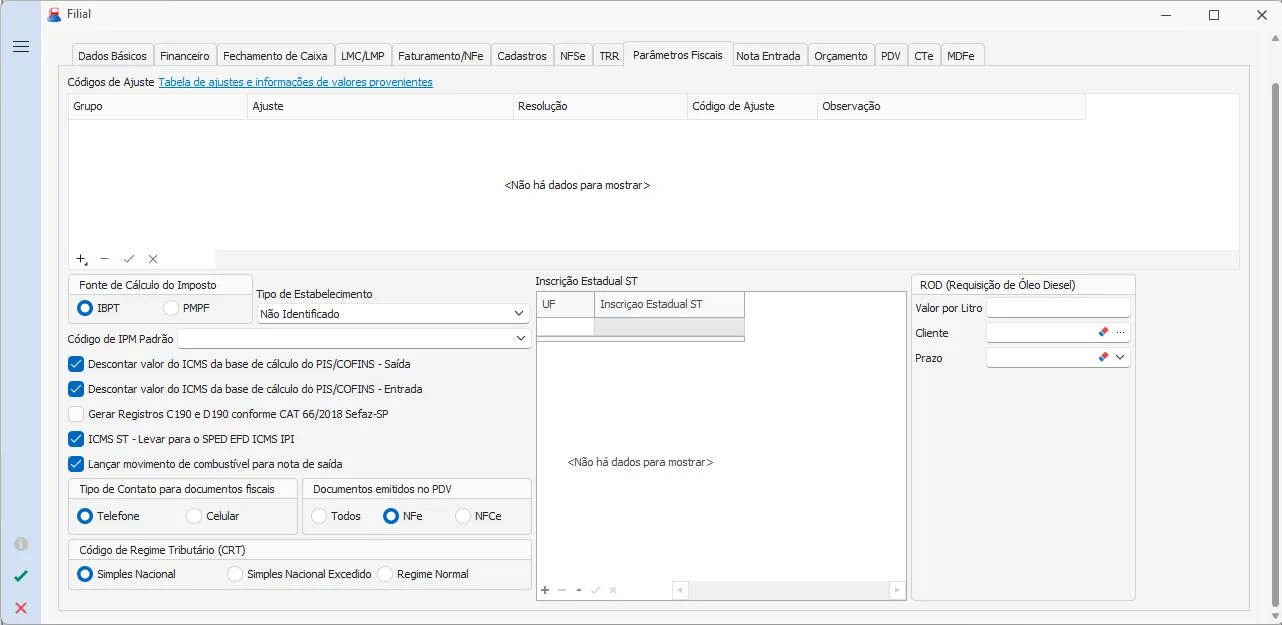 Filial
Dados Básicos Financeiro Fechamento de Caixa LMC/LMP Faturamento/NFe Cadastros NFSe TRR Parâmetros Fiscais Nota Entrada Orçamento PDV CTe MDFe
Códigos de Ajuste Tabela de ajustes e informações de valores provenientes
Grupo Ajuste Resolução Código de Ajuste Observação
<Não há dados para mostrar>
Fonte de Cálculo do Imposto
IBPT PMPF
Tipo de Estabelecimento
Não Identificado
Código de IPM Padrão
Descontar valor do ICMS da base de cálculo do PIS/COFINS - Saída
Descontar valor do ICMS da base de cálculo do PIS/COFINS - Entrada
Gerar Registros C190 e D190 conforme CAT 66/2018 Sefaz-SP
ICMS ST - Levar para o SPED EFD ICMS IPI
Lançar movimento de combustível para nota de saída
Tipo de Contato para documentos fiscais
Telefone Celular
Documentos emitidos no PDV
Todos NFe NFCe
Código de Regime Tributário (CRT)
Simples Nacional Simples Nacional Excedido Regime Normal
Inscrição Estadual ST
UF Inscriçao Estadual ST
<Não há dados para mostrar>
ROD (Requisição de Óleo Diesel)
Valor por Litro
Cliente
Prazo